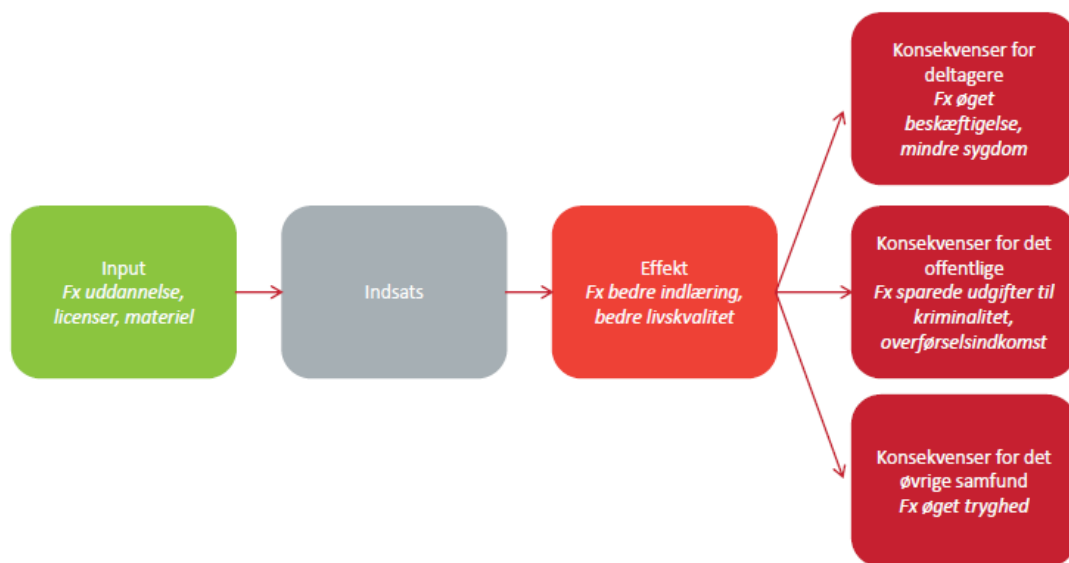 Input
Fx uddannelse,
licenser, materiel
Indsats
Effekt
Fx bedre indlæring,
bedre livskvalitet
Konsekvenser for
deltagere
Fx øget
beskæftigelse,
mindre sygdom
Konsekvenser for det
offentlige
Fx sparede udgifter til
kriminalitet,
overførselsindkomst
Konsekvenser for det
øvrige samfund
Fx øget tryghed